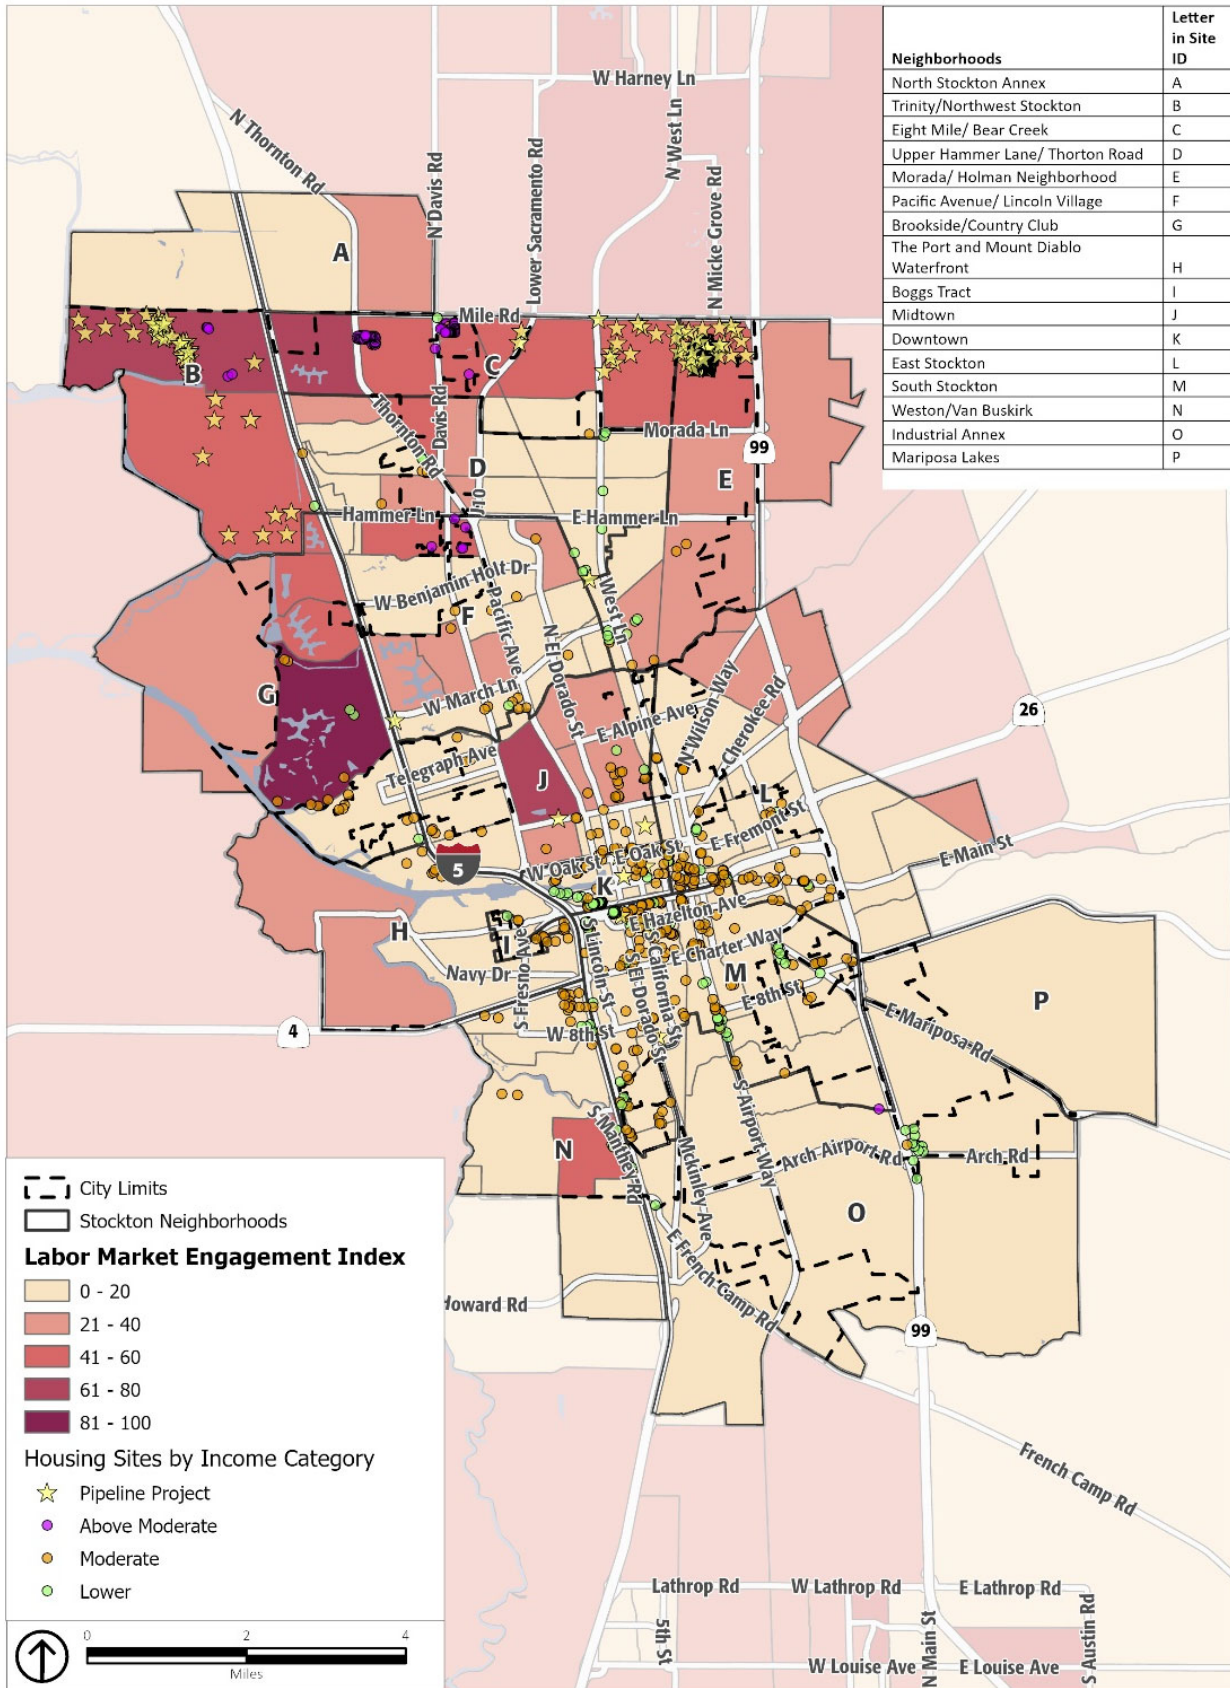 Neighborhoods
Letter
in Site
ID
North Stockton Annex A
Trinity/Northwest Stockton B
Eight Mile/ Bear Creek C
Upper Hammer Lane/ Thorton Road D
Morada/ Holman Neighborhood E
Pacific Avenue/ Lincoln Village F
Brookside/Country Club G
The Port and Mount Diablo
Waterfront H
Boggs Tract I
Midtown J
Downtown K
East Stockton L
South Stockton M
Weston/Van Buskirk N
Industrial Annex O
Mariposa Lakes P
W Harney Ln
N Thornton Rd
N Davis Rd
Lower Sacramento Rd
N West Ln
N Micke Grove Rd
A
Mile Rd
B
C
Thornton Rd
Davis Rd
D
J10
Morada Ln
99
E
Hammer Ln
E Hammer Ln
W Benjamin Holt Dr
F
Pacific Ave
N El Dorado St
West Ln
G
W March Ln
N Wilson Way
Cherokee Rd
26
E Alpine Ave
Telegraph Ave
J
L
E Fremont St
E Main St
5
W Oak St
E Oak St
K
E Hazelton Ave
H
I
E Charter Way
Navy Dr
S Fresno Ave
S Lincoln St
S El Dorado St
S California St
M
E 8th St
P
E Mariposa Rd
4
W 8th St
S Airport Way
N
S Manthey Rd
Mckinley Ave
Arch Airport Rd
Arch Rd
O
E French Camp Rd
Howard Rd
99
French Camp Rd
Lathrop Rd
W Lathrop Rd
E Lathrop Rd
5th St
N Main St
S Austin Rd
W Louise Ave
E Louise Ave
City Limits
Stockton Neighborhoods
Labor Market Engagement Index
0 - 20
21 - 40
41 - 60
61 - 80
81 - 100
Housing Sites by Income Category
Pipeline Project
Above Moderate
Moderate
Lower
0 2 4
Miles